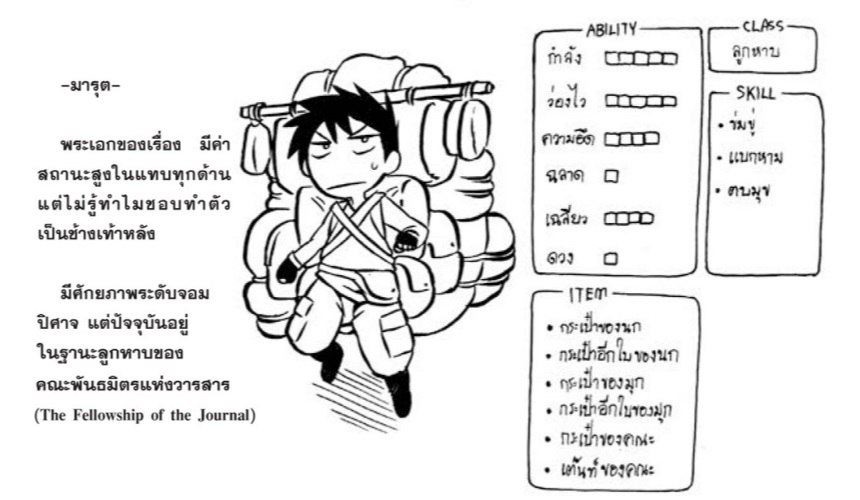 -มารุต-
พระเอกของเรื่อง มีค่า
สถานะสูงในแทบทุกด้าน
แต่ไม่รู้ทำไมชอบทำตัว
เป็นช้างเท้าหลัง
มีศักยภาพระดับจอม
ปิศาจ แต่ปัจจุบันอยู่
ในฐานะลูกหาบของ
คณะพันธมิตรแห่งวารสาร
(The Fellowship of the Journal)
ABILITY
กำลัง
ว่องไว
ความอึด
ฉลาด
เฉลียว
ดวง
CLASS
ลูกหาบ
SKILL
• ข่มขู่
• แบกหาม
• ตบมุข
ITEM
• กระเป๋าของนก
• กระเป๋าอีกใบของนก
• กระเป๋าของมุก
• กระเป๋าอีกใบของมุก
• กระเป๋าของคณะ
• เต๊นท์ของคณะ